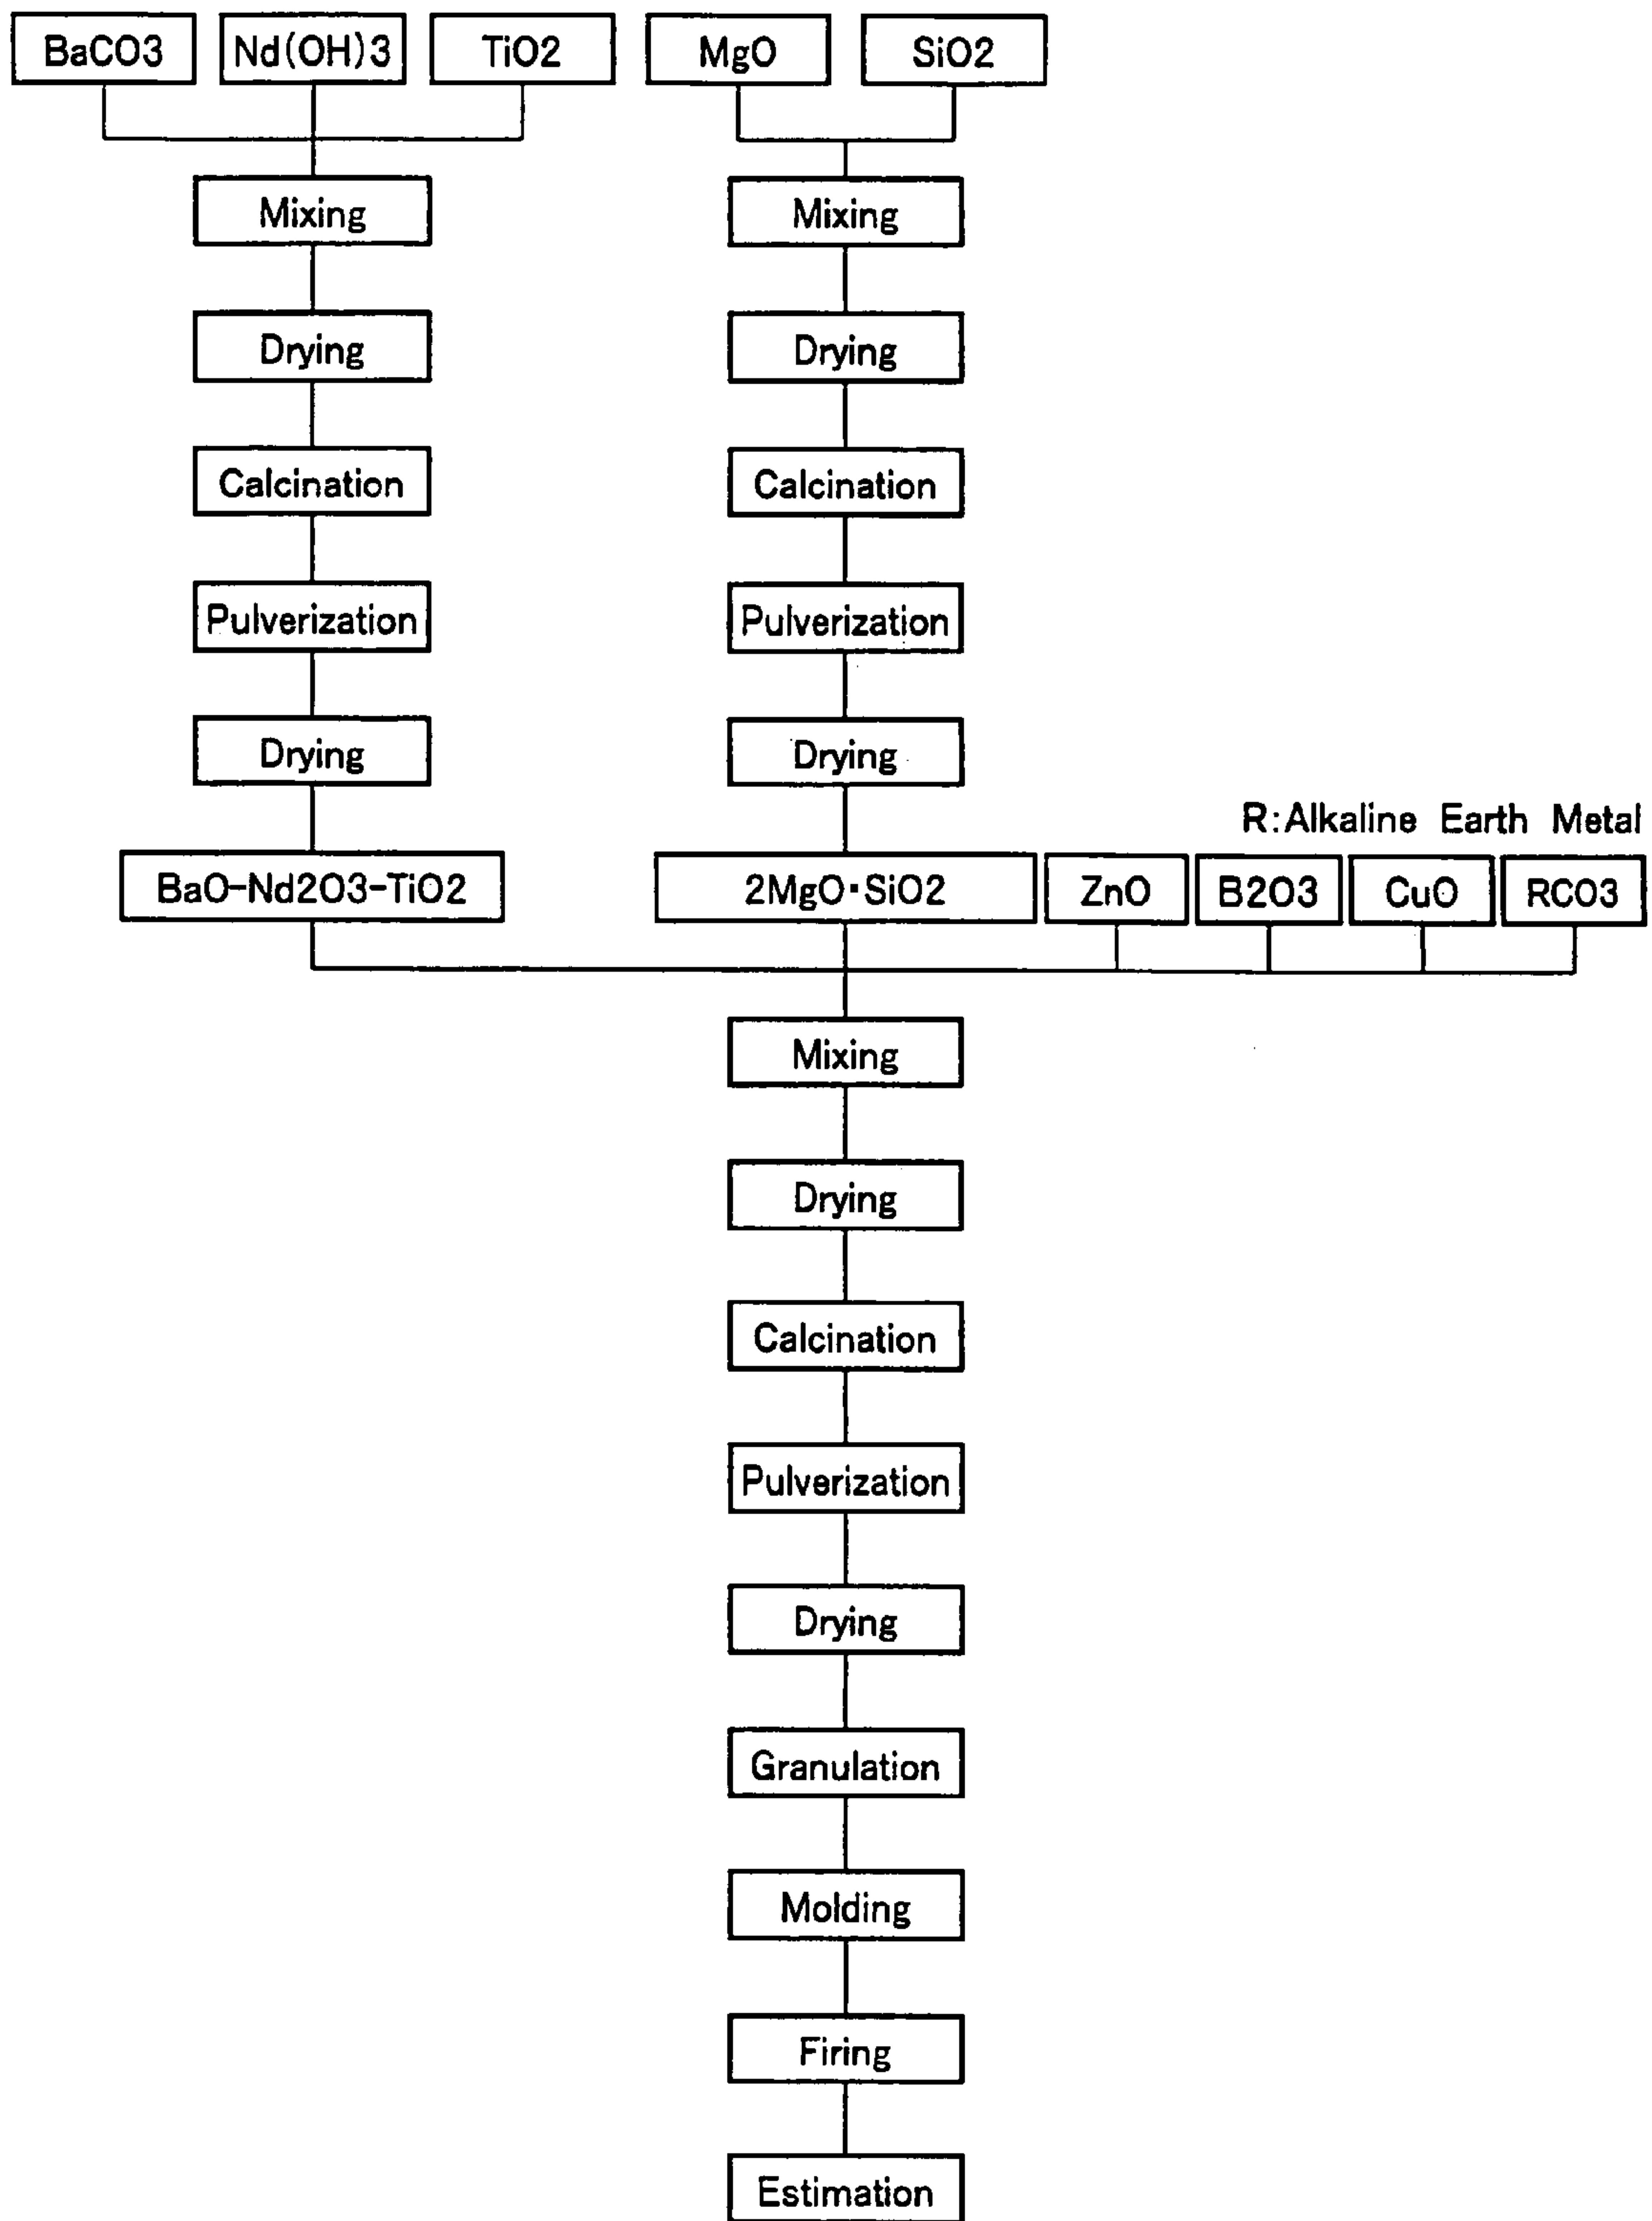 BaCO3 Nd(OH)3 TiO2 MgO SiO2
Mixing Mixing
Drying Drying
Calcination Calcination
Pulverization Pulverization
Drying Drying
R:Alkaline Earth Metal
BaO-Nd2O3-TiO2 2MgO·SiO2 ZnO B2O3 CuO RCO3
Mixing
Drying
Calcination
Pulverization
Drying
Granulation
Molding
Firing
Estimation